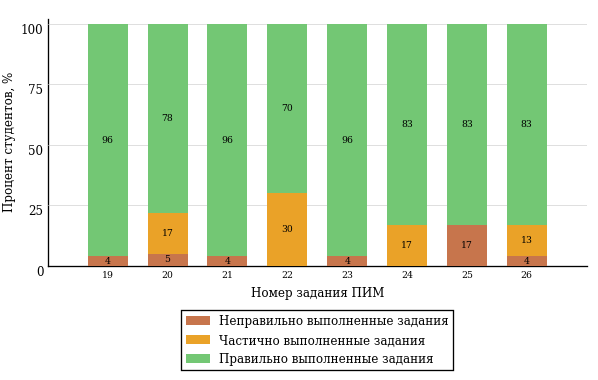 Процент студентов, %
100
75
50
25
0
96 78 96 70 96 83 83 83
17 30 17 13
4 5 4 4 17 4
19 20 21 22 23 24 25 26
Номер задания ПИМ
Неправильно выполненные задания
Частично выполненные задания
Правильно выполненные задания